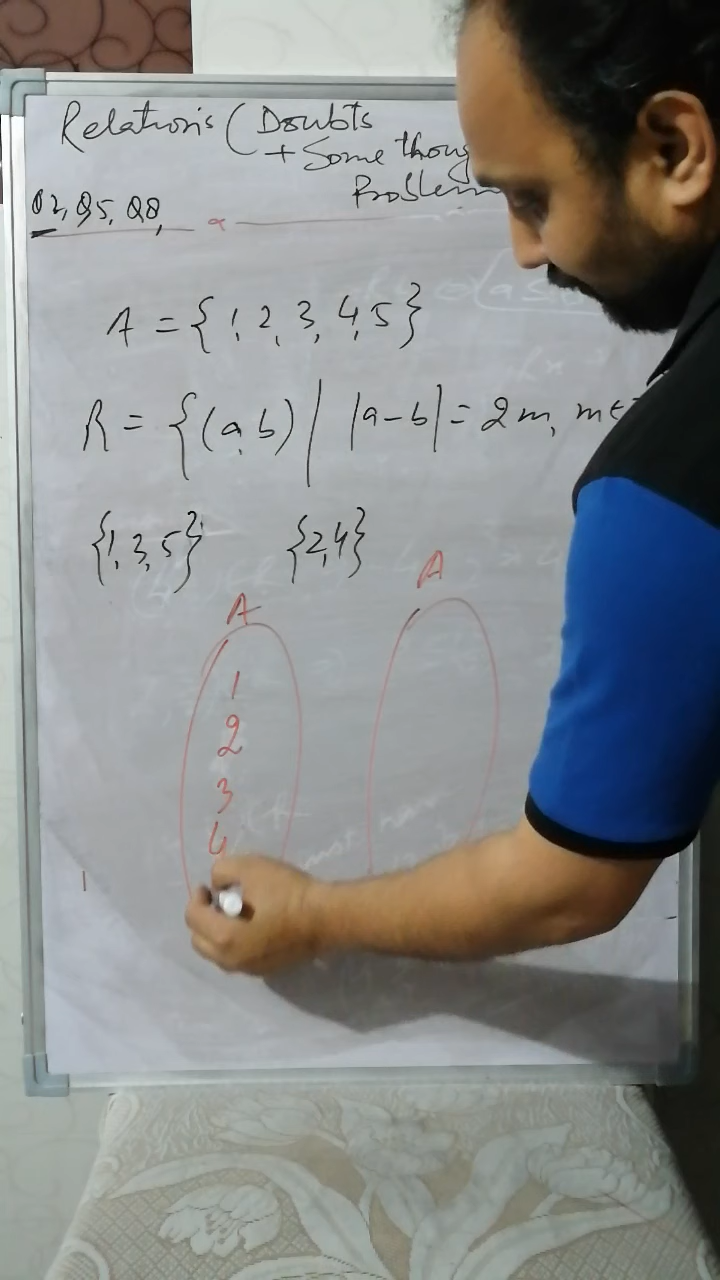 Relations (Doubts
+ Some
Problem
Q2, Q5, Q8,
A = {1, 2, 3, 4, 5}
R = {(a, b) | |a-b| = 2m, m ∈
{1, 3, 5} {2, 4}
A A
1
2
3
4